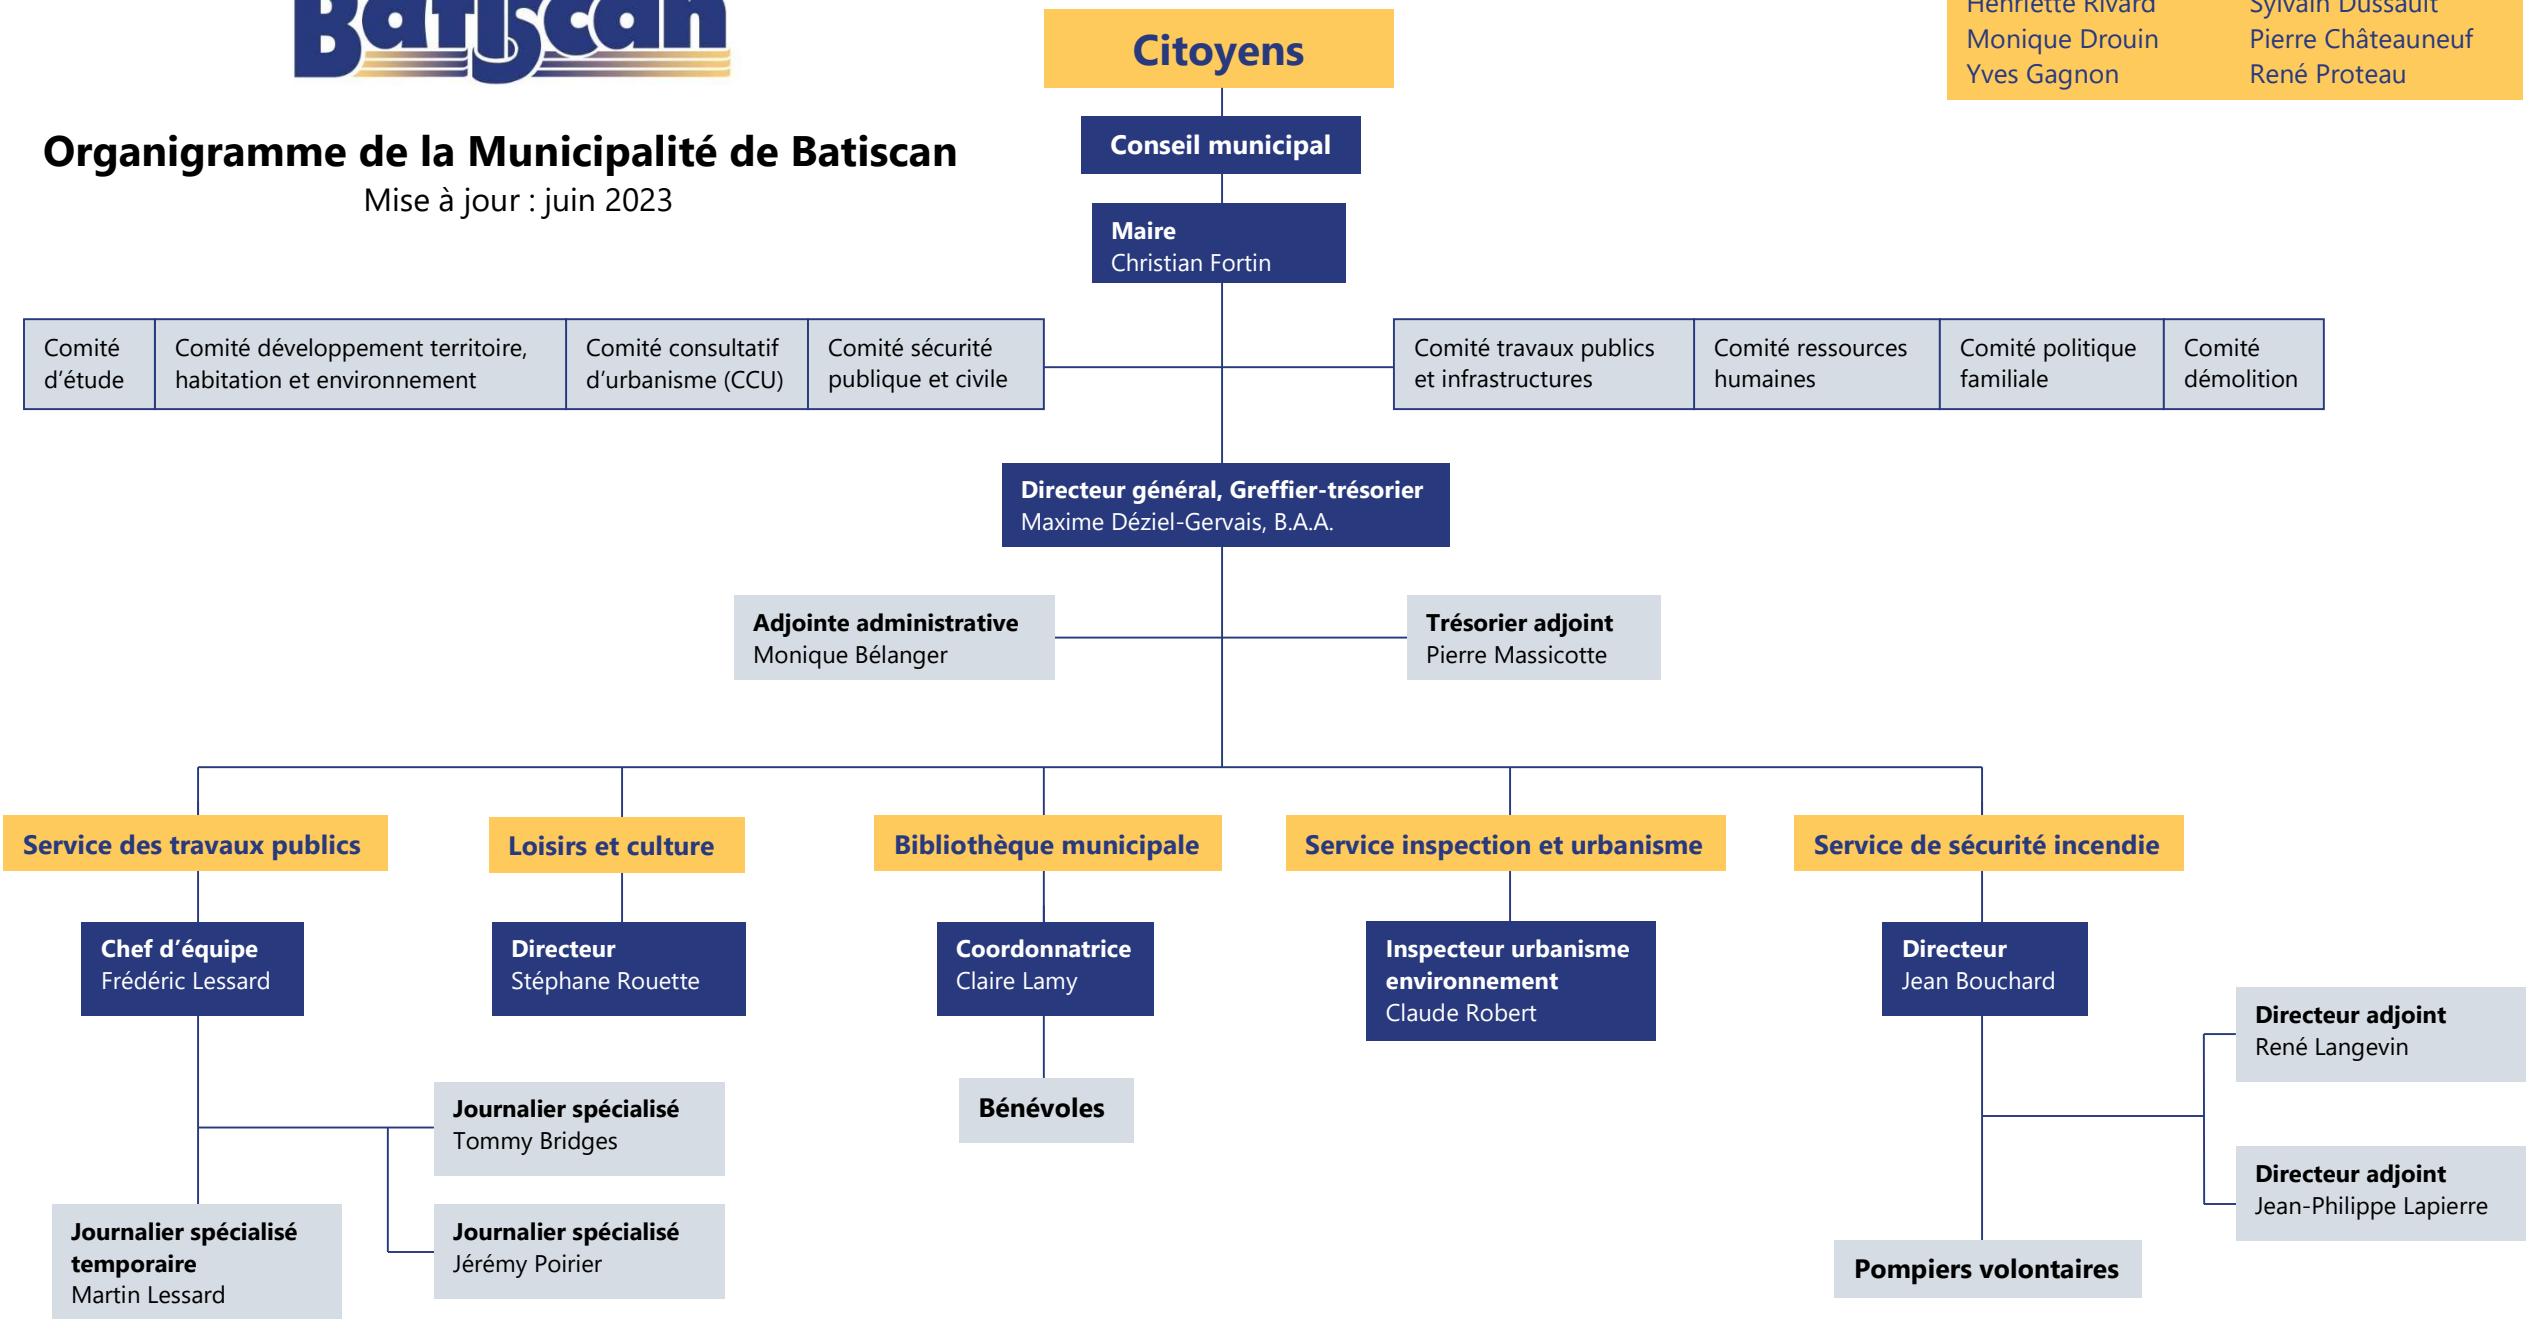 Batiscan
Citoyens
Henriette Rivard
Sylvain Dussault
Monique Drouin
Pierre Châteauneuf
Yves Gagnon
René Proteau
Organigramme de la Municipalité de Batiscan
Mise à jour : juin 2023
Conseil municipal
Maire
Christian Fortin
Comité
d’étude
Comité développement territoire,
habitation et environnement
Comité consultatif
d’urbanisme (CCU)
Comité sécurité
publique et civile
Comité travaux publics
et infrastructures
Comité ressources
humaines
Comité politique
familiale
Comité
démolition
Directeur général, Greffier-trésorier
Maxime Déziel-Gervais, B.A.A.
Adjointe administrative
Monique Bélanger
Trésorier adjoint
Pierre Massicotte
Service des travaux publics
Loisirs et culture
Bibliothèque municipale
Service inspection et urbanisme
Service de sécurité incendie
Chef d’équipe
Frédéric Lessard
Directeur
Stéphane Rouette
Coordonnatrice
Claire Lamy
Inspecteur urbanisme
environnement
Claude Robert
Directeur
Jean Bouchard
Directeur adjoint
René Langevin
Journalier spécialisé
Tommy Bridges
Bénévoles
Directeur adjoint
Jean-Philippe Lapierre
Journalier spécialisé
temporaire
Martin Lessard
Journalier spécialisé
Jérémy Poirier
Pompiers volontaires